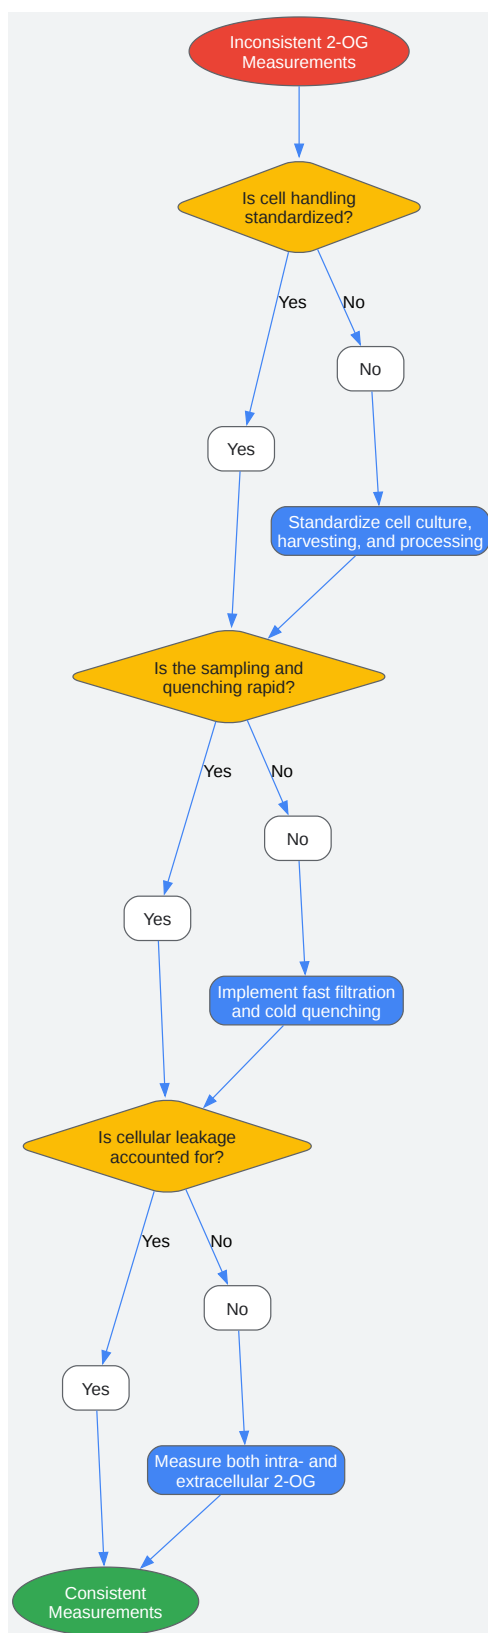 Inconsistent 2-OG
Measurements
Is cell handling
standardized?
Yes
No
No
Yes
Standardize cell culture,
harvesting, and processing
Is the sampling and
quenching rapid?
Yes
No
No
Yes
Implement fast filtration
and cold quenching
Is cellular leakage
accounted for?
Yes
No
No
Yes
Measure both intra- and
extracellular 2-OG
Consistent
Measurements